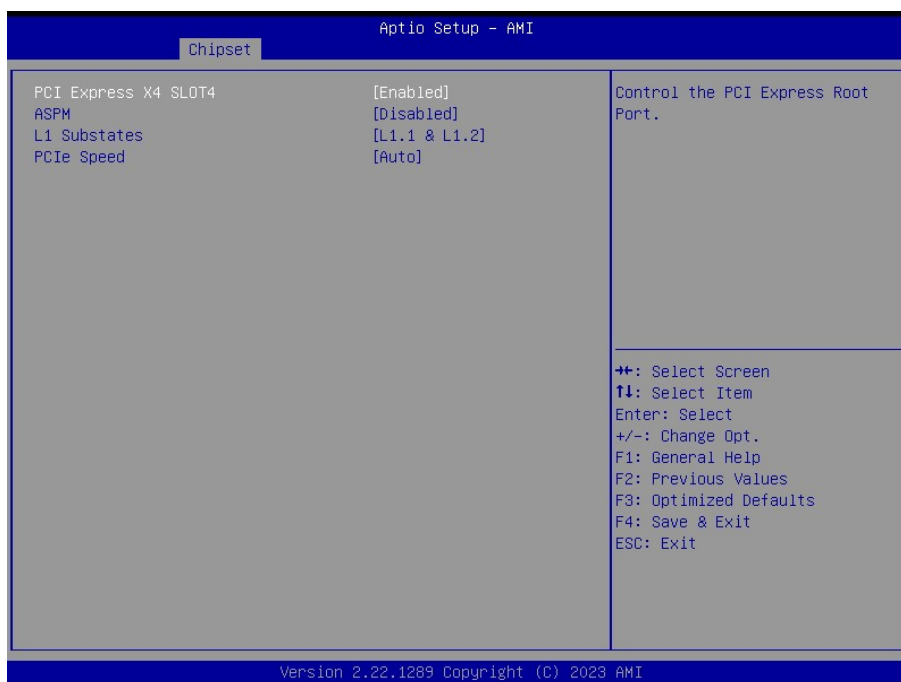 Aptio Setup – AMI
Chipset
PCI Express X4 SLOT4 [Enabled]
ASPM [Disabled]
L1 Substates [L1.1 & L1.2]
PCIe Speed [Auto]
Control the PCI Express Root
Port.
→←: Select Screen
↑↓: Select Item
Enter: Select
+/-: Change Opt.
F1: General Help
F2: Previous Values
F3: Optimized Defaults
F4: Save & Exit
ESC: Exit
Version 2.22.1289 Copyright (C) 2023 AMI